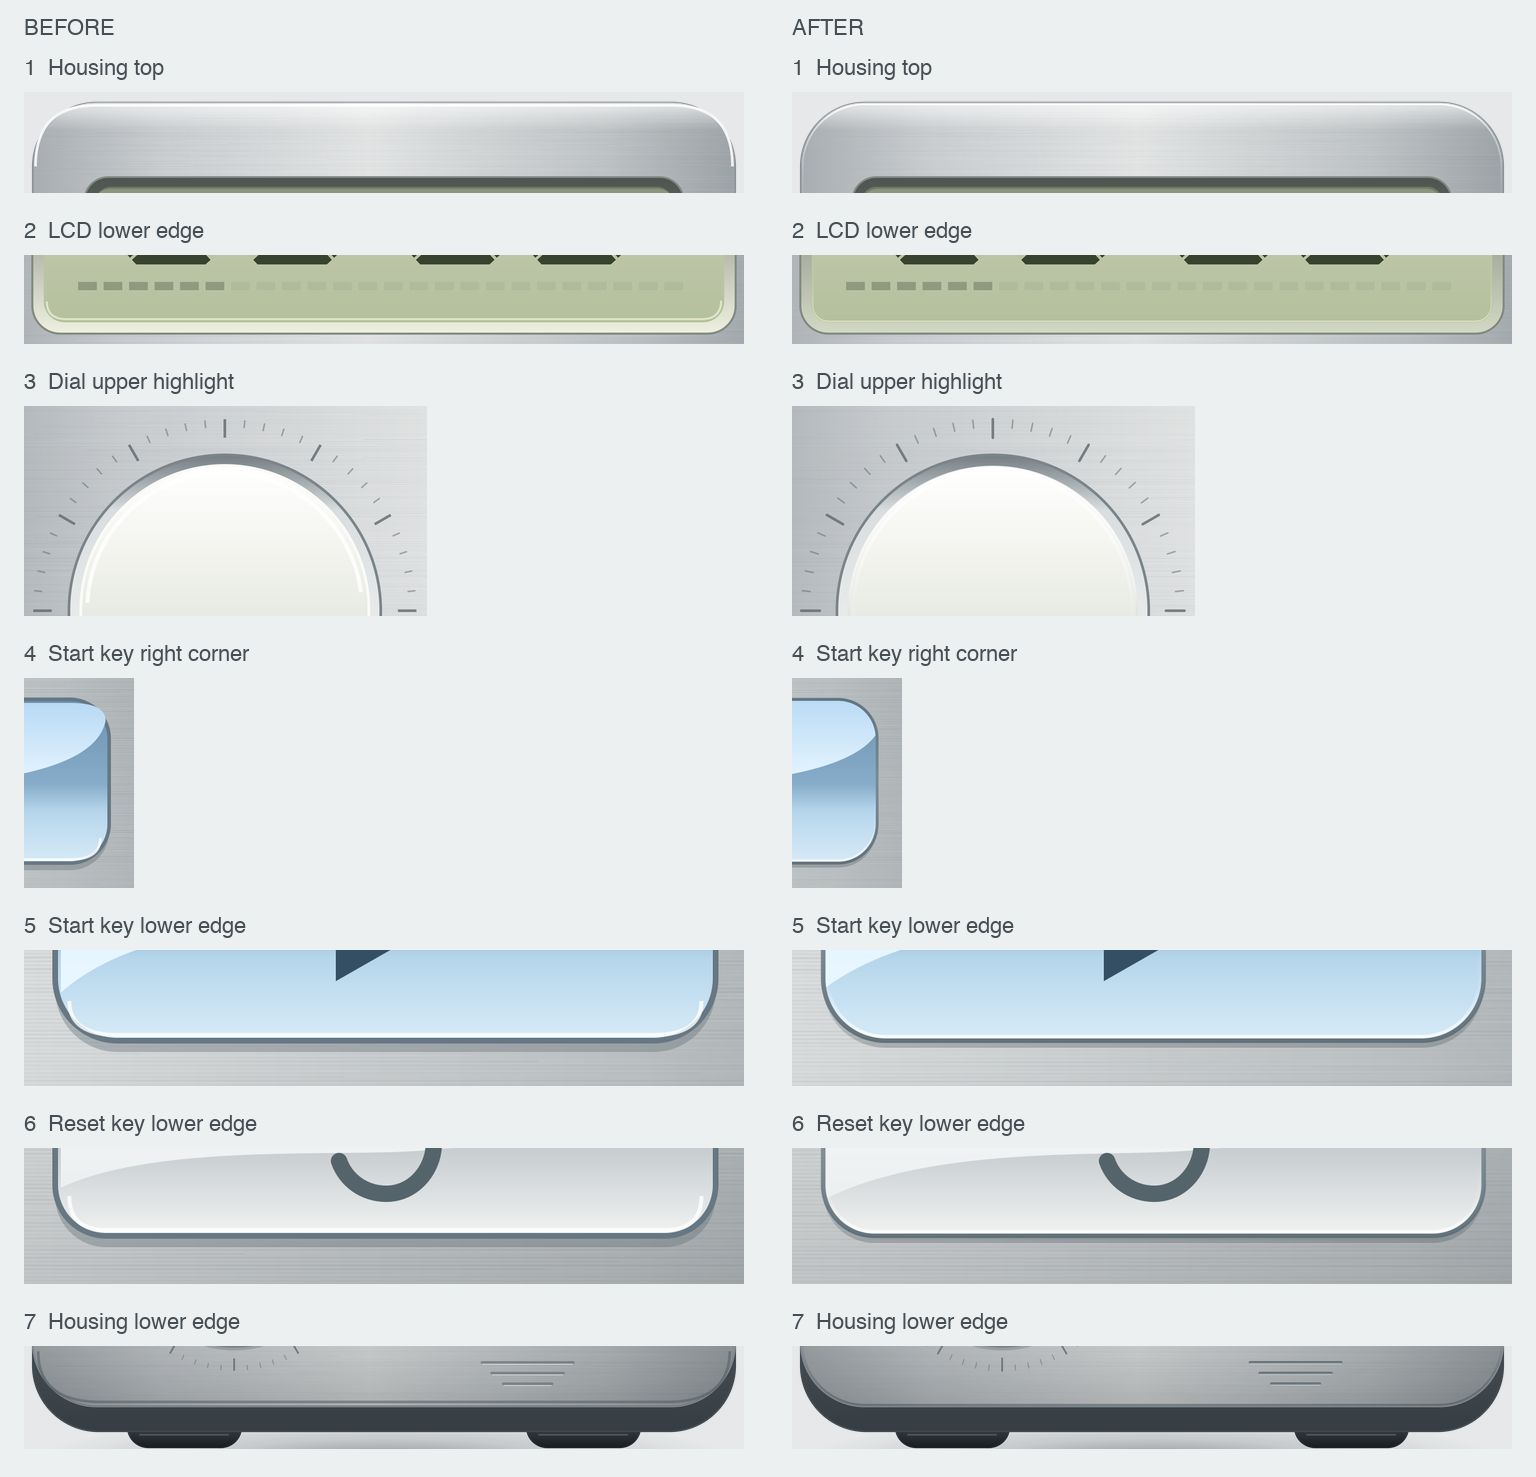 BEFORE
AFTER
1 Housing top
1 Housing top
2 LCD lower edge
2 LCD lower edge
3 Dial upper highlight
3 Dial upper highlight
4 Start key right corner
4 Start key right corner
5 Start key lower edge
5 Start key lower edge
6 Reset key lower edge
6 Reset key lower edge
7 Housing lower edge
7 Housing lower edge